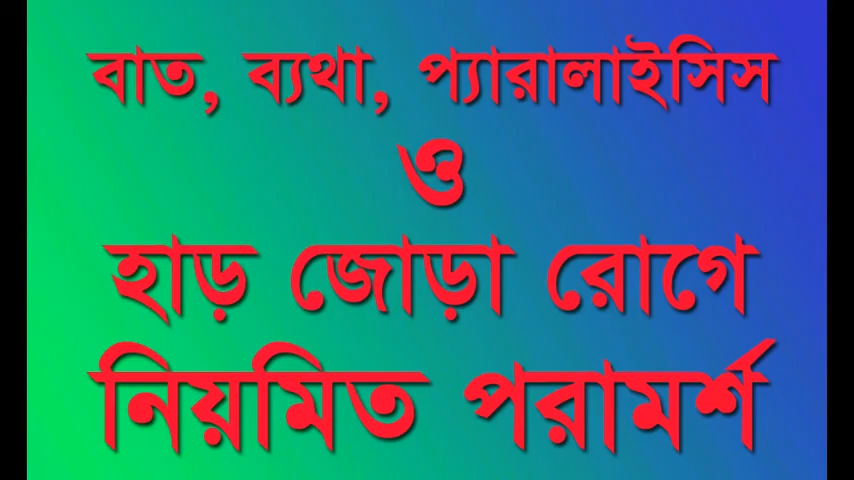 বাত, ব্যথা, প্যারালাইসিস
ও
হাড় জোড়া রোগে
নিয়মিত পরামর্শ